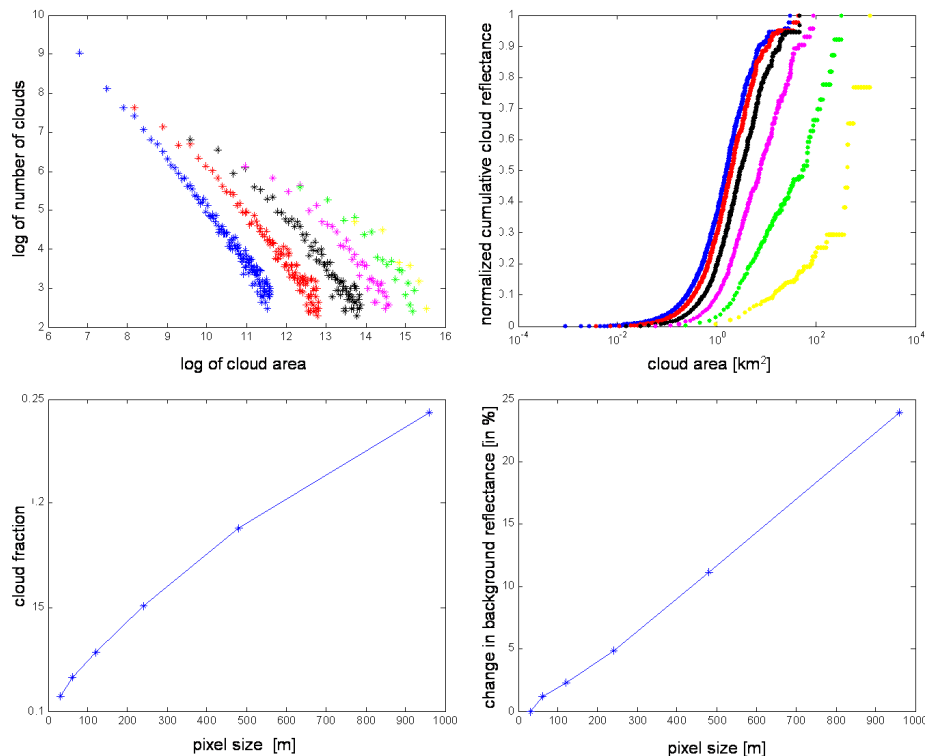 10
9
8
7
6
5
4
3
2
6 7 8 9 10 11 12 13 14 15 16
log of number of clouds
log of cloud area
1
0.9
0.8
0.7
0.6
0.5
0.4
0.3
0.2
0.1
0
10⁻⁴ 10⁻² 10⁰ 10² 10⁴
normalized cumulative cloud reflectance
cloud area [km²]
0.25
.2
15
0.1
0 100 200 300 400 500 600 700 800 900 1000
cloud fraction
pixel size [m]
25
20
15
10
5
0
0 100 200 300 400 500 600 700 800 900 1000
change in background reflectance [in %]
pixel size [m]